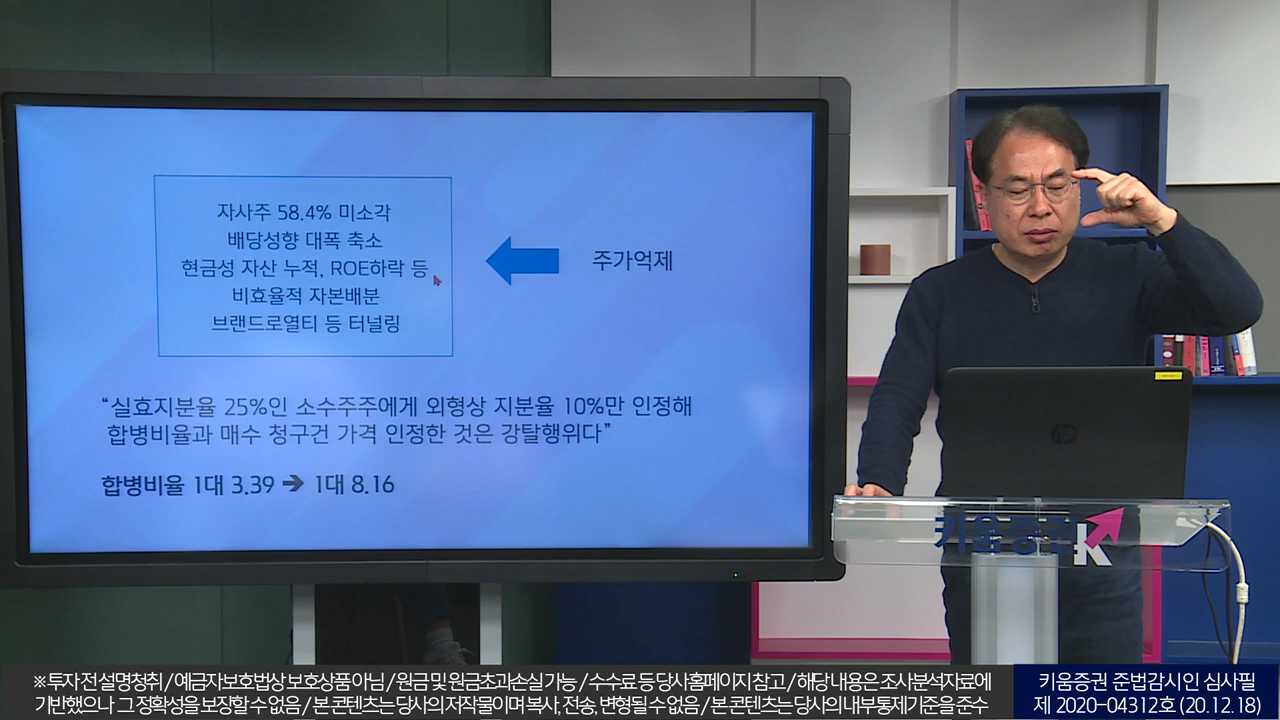 자사주 58.4% 미소각
배당성향 대폭 축소
현금성 자산 누적, ROE하락 등
비효율적 자본배분
브랜드로열티 등 터널링
주가억제
“실효지분율 25%인 소수주주에게 외형상 지분율 10%만 인정해
합병비율과 매수 청구건 가격 인정한 것은 강탈행위다”
합병비율 1대 3.39 → 1대 8.16
hp
키움증권
K
※ 투자 전 설명청취 / 예금자보호법상 보호상품 아님 / 원금 및 원금초과손실 가능 / 수수료 등 당사홈페이지 참고 / 해당 내용은 조사분석자료에
기반했으나 그 정확성을 보장할 수 없음 / 본 콘텐츠는 당사의 저작물이며 복사, 전송, 변형될 수 없음 / 본 콘텐츠는 당사의 내부통제기준을 준수
키움증권 준법감시인 심사필
제 2020-04312호 (20.12.18)